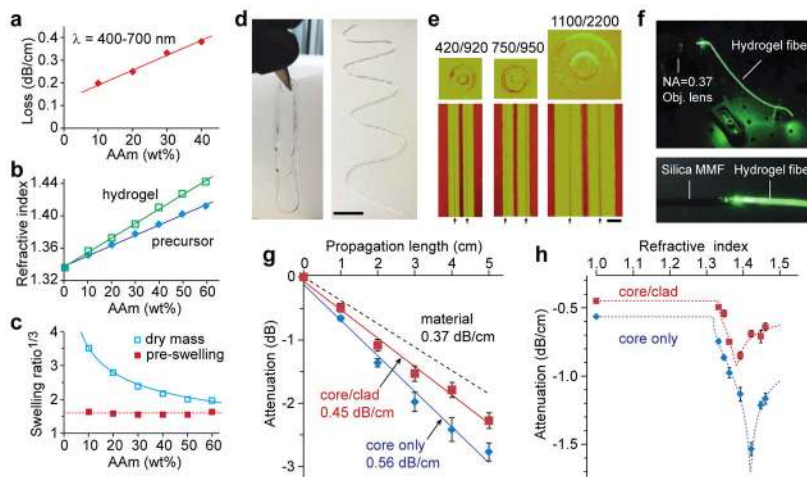 a
λ = 400-700 nm
Loss (dB/cm)
0.4
0.3
0.2
0.1
0
0 10 20 30 40
AAm (wt%)
b
Refractive index
1.44
1.40
1.36
1.32
hydrogel
precursor
0 10 20 30 40 50 60
AAm (wt%)
c
Swelling ratio1/3
5
4
3
2
1
0
dry mass
pre-swelling
0 10 20 30 40 50 60
AAm (wt%)
d
e
420/920 750/950
1100/2200
f
Hydrogel fiber
NA=0.37
Obj. lens
Silica MMF
Hydrogel fibe
g
Propagation length (cm)
0 1 2 3 4 5
Attenuation (dB)
0
-1
-2
-3
material
0.37 dB/cm
core/clad
0.45 dB/cm
core only
0.56 dB/cm
h
Refractive index
1.0 1.1 1.2 1.3 1.4 1.5
Attenuation (dB/cm)
-0.5
-1.0
-1.5
core/clad
core only